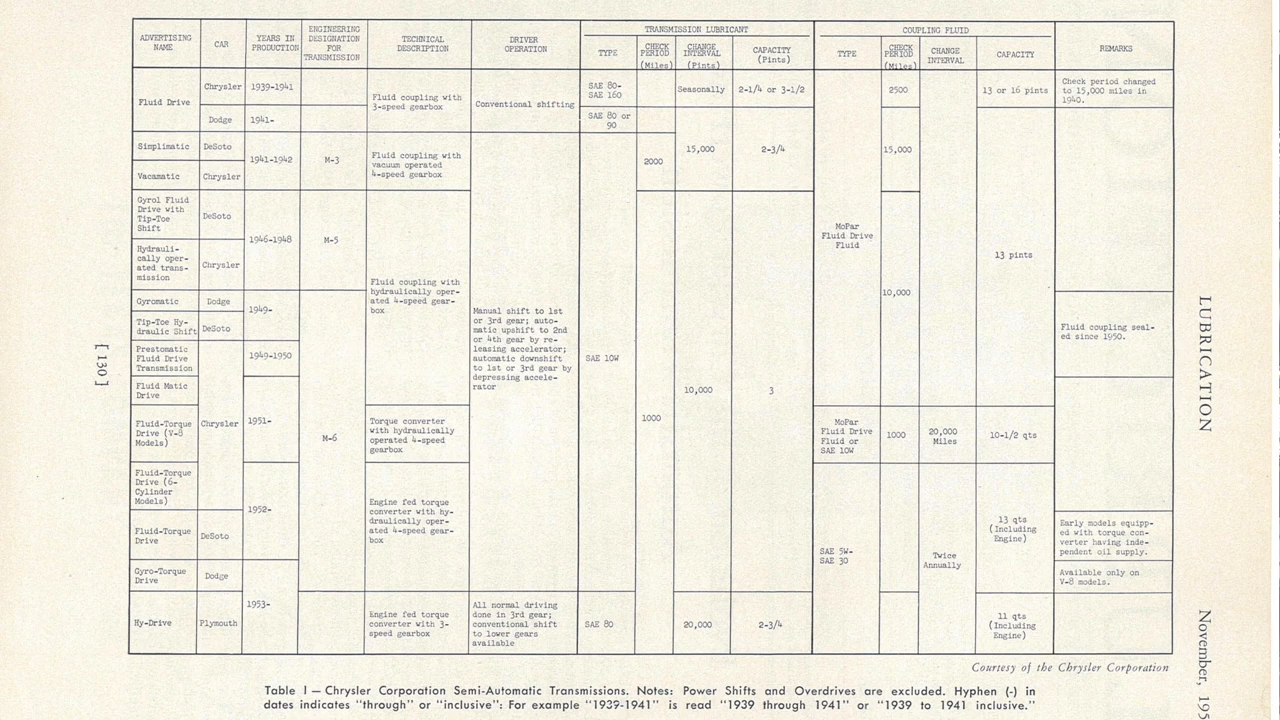 ADVERTISING
NAME
CAR
YEARS IN
PRODUCTION
ENGINEERING
DESIGNATION
FOR
TRANSMISSION
TECHNICAL
DESCRIPTION
DRIVER
OPERATION
TRANSMISSION LUBRICANT
TYPE
CHECK
PERIOD
(Miles)
CHANGE
INTERVAL
(Pints)
CAPACITY
(Pints)
COUPLING FLUID
TYPE
CHECK
PERIOD
(Miles)
CHANGE
INTERVAL
CAPACITY
REMARKS
Fluid Drive
Chrysler
1939-1941
Dodge
1941-
Fluid coupling with
3-speed gearbox
Conventional shifting
SAE 80-
SAE 160
Seasonally
2-1/4 or 3-1/2
2500
13 or 16 pints
Check period changed
to 15,000 miles in
1940.
SAE 80 or
90
Simplimatic
DeSoto
1941-1942
M-3
Fluid coupling with
vacuum operated
4-speed gearbox
2000
15,000
2-3/4
15,000
Vacamatic
Chrysler
Gyrol Fluid
Drive with
Tip-Toe
Shift
DeSoto
1946-1948
M-5
Hydrauli-
cally oper-
ated trans-
mission
Chrysler
MoPar
Fluid Drive
Fluid
13 pints
Fluid coupling with
hydraulically oper-
ated 4-speed gear-
box
10,000
Gyromatic
Dodge
1949-
Tip-Toe Hy-
draulic Shift
DeSoto
Manual shift to 1st
or 3rd gear; auto-
matic upshift to 2nd
or 4th gear by re-
leasing accelerator;
automatic downshift
to 1st or 3rd gear by
depressing accele-
rator
SAE 10W
Fluid coupling seal-
ed since 1950.
Prestomatic
Fluid Drive
Transmission
1949-1950
Fluid Matic
Drive
10,000
3
1000
Fluid-Torque
Drive (V-8
Models)
Chrysler
1951-
M-6
Torque converter
with hydraulically
operated 4-speed
gearbox
MoPar
Fluid Drive
Fluid or
SAE 10W
1000
20,000
Miles
10-1/2 qts
Fluid-Torque
Drive (6-
Cylinder
Models)
1952-
Engine fed torque
converter with hy-
draulically oper-
ated 4-speed gear-
box
13 qts
(Including
Engine)
Fluid-Torque
Drive
DeSoto
Early models equipp-
ed with torque con-
verter having inde-
pendent oil supply.
SAE 5W-
SAE 30
Twice
Annually
Gyro-Torque
Drive
Dodge
Available only on
V-8 models.
1953-
Hy-Drive
Plymouth
Engine fed torque
converter with 3-
speed gearbox
All normal driving
done in 3rd gear;
conventional shift
to lower gears
available
SAE 80
20,000
2-3/4
11 qts
(Including
Engine)
Courtesy of the Chrysler Corporation
Table I — Chrysler Corporation Semi-Automatic Transmissions. Notes: Power Shifts and Overdrives are excluded. Hyphen (-) in
dates indicates "through" or "inclusive": For example "1939-1941" is read "1939 through 1941" or "1939 to 1941 inclusive."
[ 130 ]
LUBRICATION
November, 195